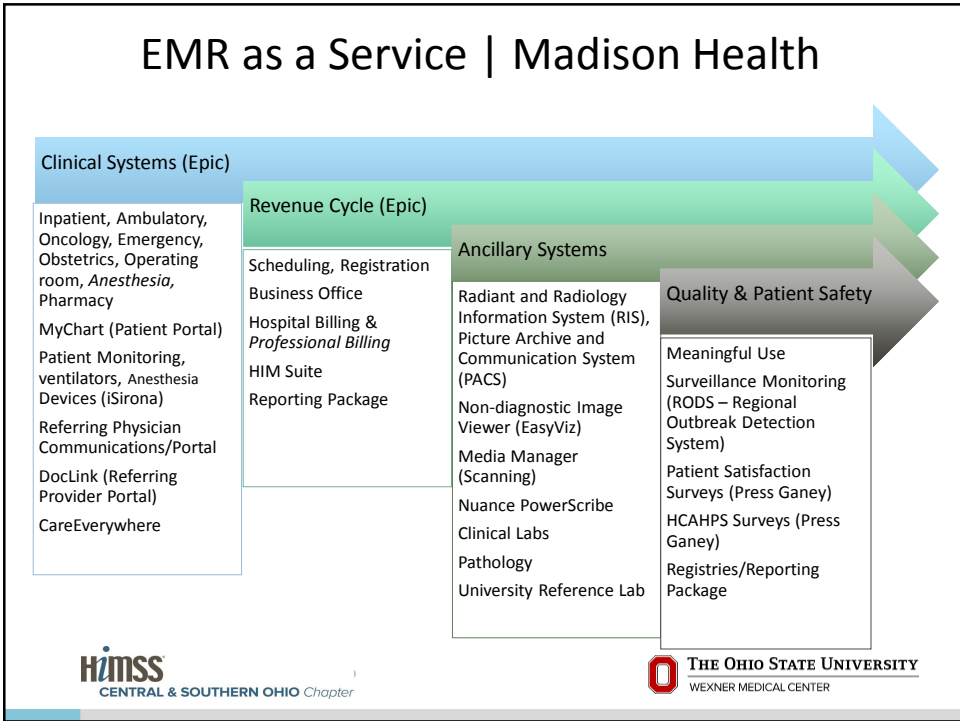 EMR as a Service | Madison Health
Clinical Systems (Epic)
Inpatient, Ambulatory,
Oncology, Emergency,
Obstetrics, Operating
room, Anesthesia,
Pharmacy
MyChart (Patient Portal)
Patient Monitoring,
ventilators, Anesthesia
Devices (iSirona)
Referring Physician
Communications/Portal
DocLink (Referring
Provider Portal)
CareEverywhere
Revenue Cycle (Epic)
Scheduling, Registration
Business Office
Hospital Billing &
Professional Billing
HIM Suite
Reporting Package
Ancillary Systems
Radiant and Radiology
Information System (RIS),
Picture Archive and
Communication System
(PACS)
Non-diagnostic Image
Viewer (EasyViz)
Media Manager
(Scanning)
Nuance PowerScribe
Clinical Labs
Pathology
University Reference Lab
Quality & Patient Safety
Meaningful Use
Surveillance Monitoring
(RODS – Regional
Outbreak Detection
System)
Patient Satisfaction
Surveys (Press Ganey)
HCAHPS Surveys (Press
Ganey)
Registries/Reporting
Package
HiMSS
CENTRAL & SOUTHERN OHIO Chapter
THE OHIO STATE UNIVERSITY
WEXNER MEDICAL CENTER